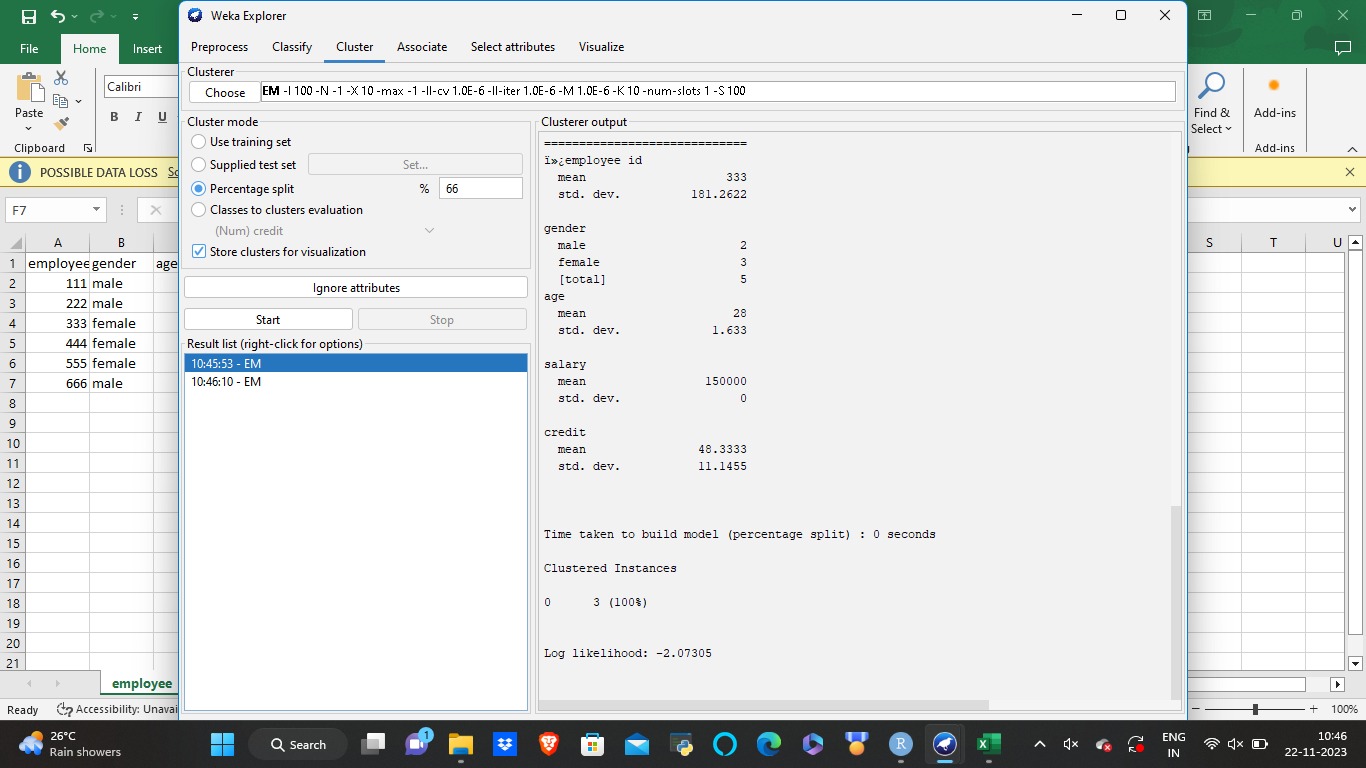 Weka Explorer
File Home Insert
Preprocess Classify Cluster Associate Select attributes Visualize
Clusterer
Choose EM -I 100 -N -1 -X 10 -max -1 -ll-cv 1.0E-6 -ll-iter 1.0E-6 -M 1.0E-6 -K 10 -num-slots 1 -S 100
Calibri
Paste
B I U
Clipboard
Find &
Select
Add-ins
Add-ins
POSSIBLE DATA LOSS
F7
A B S T U
1 employee gender age
2 111 male
3 222 male
4 333 female
5 444 female
6 555 female
7 666 male
8
9
10
11
12
13
14
15
16
17
18
19
20
21
employee
Ready Accessibility: Unavai
100%
Cluster mode
Use training set
Supplied test set Set...
Percentage split % 66
Classes to clusters evaluation
(Num) credit
Store clusters for visualization
Ignore attributes
Start Stop
Result list (right-click for options)
10:45:53 - EM
10:46:10 - EM
Clusterer output
=============================
ï»¿employee id
mean 333
std. dev. 181.2622
gender
male 2
female 3
[total] 5
age
mean 28
std. dev. 1.633
salary
mean 150000
std. dev. 0
credit
mean 48.3333
std. dev. 11.1455
Time taken to build model (percentage split) : 0 seconds
Clustered Instances
0 3 (100%)
Log likelihood: -2.07305
26°C
Rain showers
Search
1
ENG
IN
10:46
22-11-2023